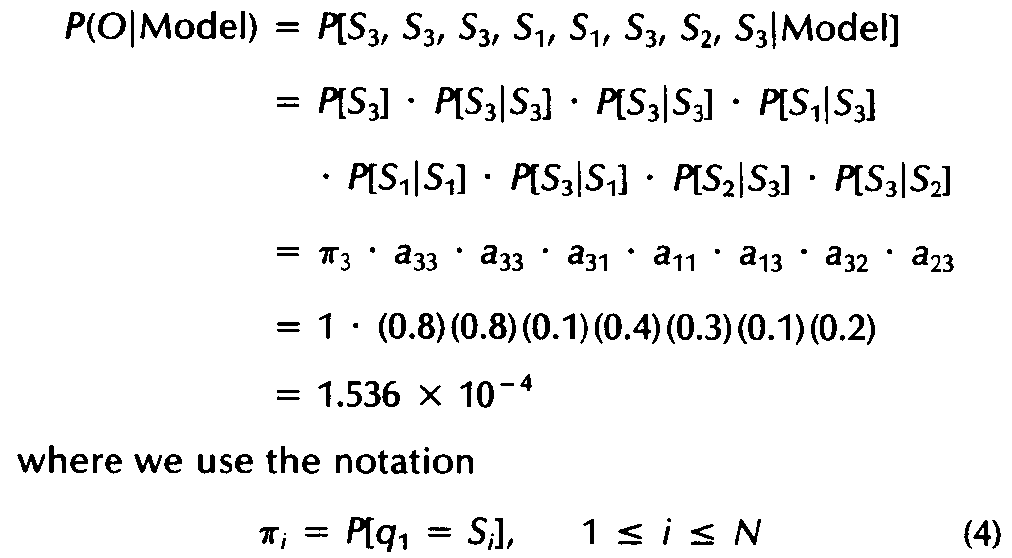 P(O|Model) = P[S₃, S₃, S₃, S₁, S₁, S₃, S₂, S₃|Model]
= P[S₃] · P[S₃|S₃] · P[S₃|S₃] · P[S₁|S₃]
· P[S₁|S₁] · P[S₃|S₁] · P[S₂|S₃] · P[S₃|S₂]
= π₃ · a₃₃ · a₃₃ · a₃₁ · a₁₁ · a₁₃ · a₃₂ · a₂₃
= 1 · (0.8)(0.8)(0.1)(0.4)(0.3)(0.1)(0.2)
= 1.536 × 10⁻⁴
where we use the notation
πᵢ = P[q₁ = Sᵢ], 1 ≤ i ≤ N (4)